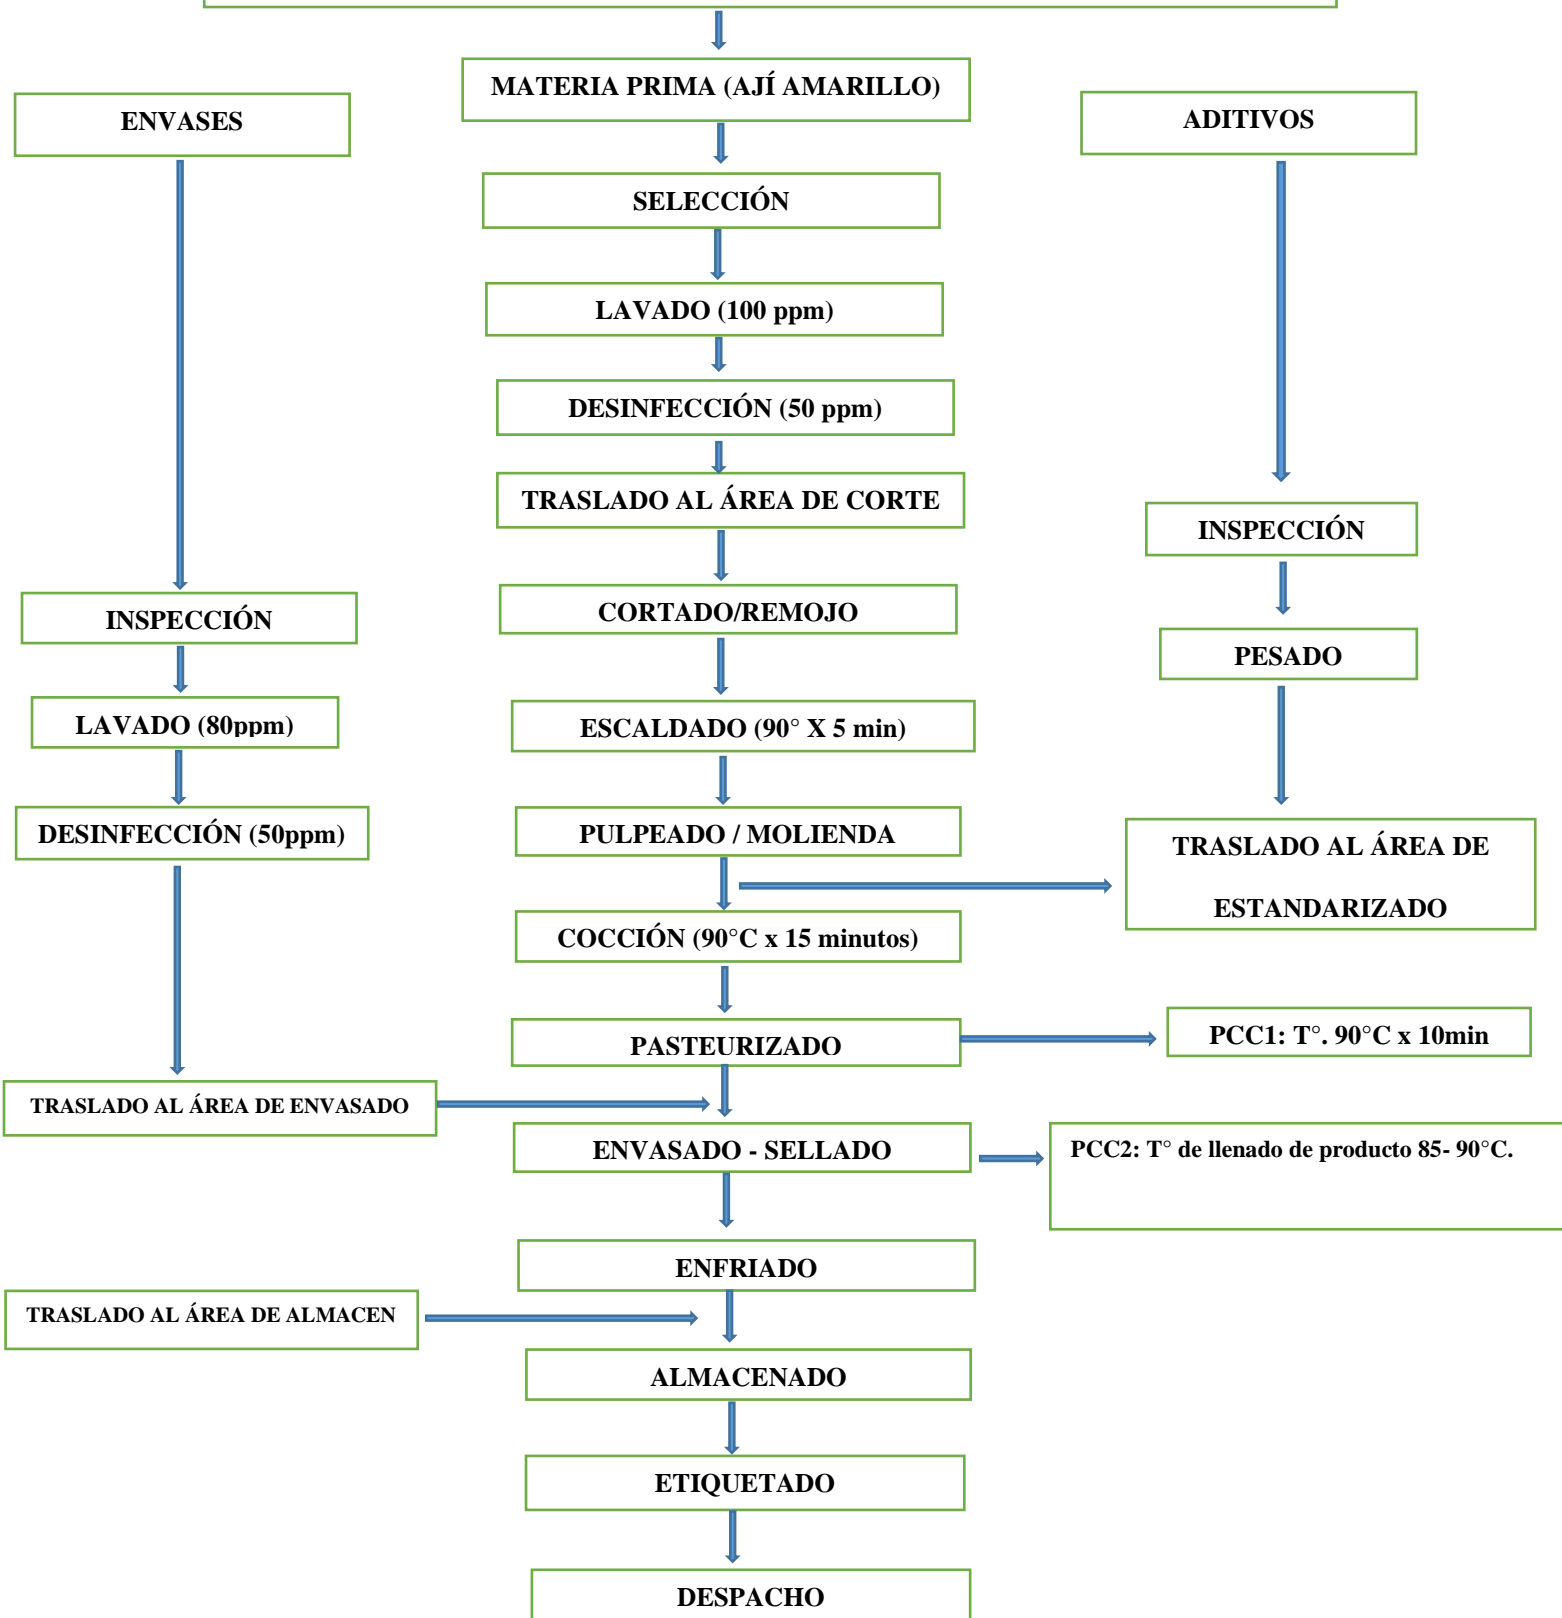 MATERIA PRIMA (AJÍ AMARILLO)
ENVASES
ADITIVOS
SELECCIÓN
LAVADO (100 ppm)
DESINFECCIÓN (50 ppm)
TRASLADO AL ÁREA DE CORTE
INSPECCIÓN
CORTADO/REMOJO
INSPECCIÓN
PESADO
LAVADO (80ppm)
ESCALDADO (90° X 5 min)
DESINFECCIÓN (50ppm)
PULPEADO / MOLIENDA
TRASLADO AL ÁREA DE
ESTANDARIZADO
COCCIÓN (90°C x 15 minutos)
PASTEURIZADO
PCC1: T°. 90°C x 10min
TRASLADO AL ÁREA DE ENVASADO
ENVASADO - SELLADO
PCC2: T° de llenado de producto 85- 90°C.
ENFRIADO
TRASLADO AL ÁREA DE ALMACEN
ALMACENADO
ETIQUETADO
DESPACHO